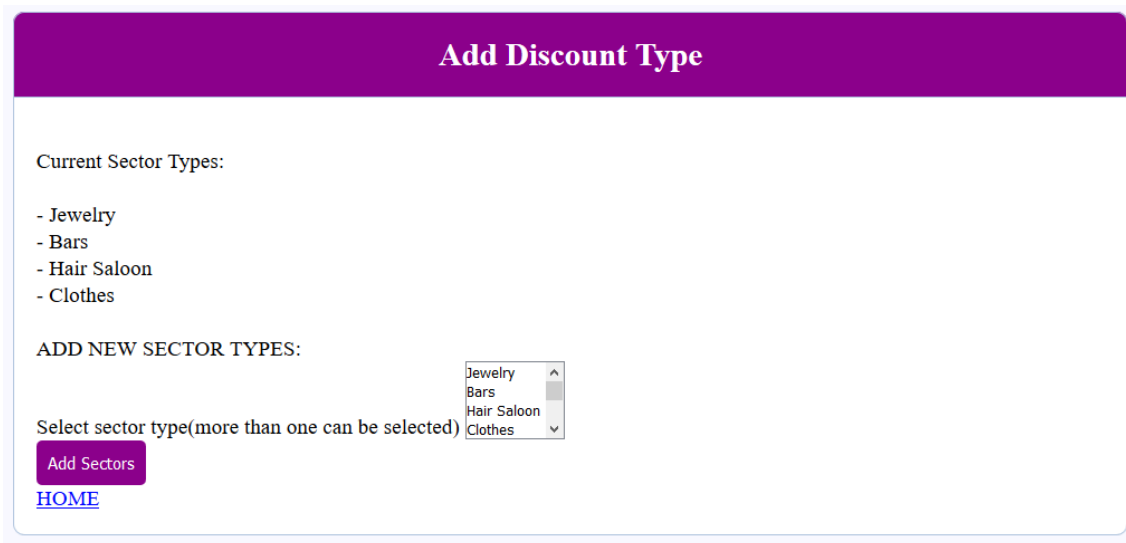 Add Discount Type
Current Sector Types:
- Jewelry
- Bars
- Hair Saloon
- Clothes
ADD NEW SECTOR TYPES:
Select sector type(more than one can be selected)
Jewelry
Bars
Hair Saloon
Clothes
Add Sectors
HOME